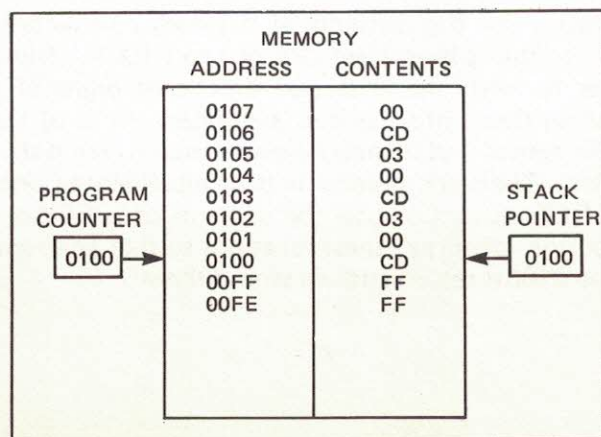 MEMORY
ADDRESS CONTENTS
0107 00
0106 CD
0105 03
0104 00
0103 CD
0102 03
0101 00
0100 CD
00FF FF
00FE FF
PROGRAM
COUNTER
0100
STACK
POINTER
0100